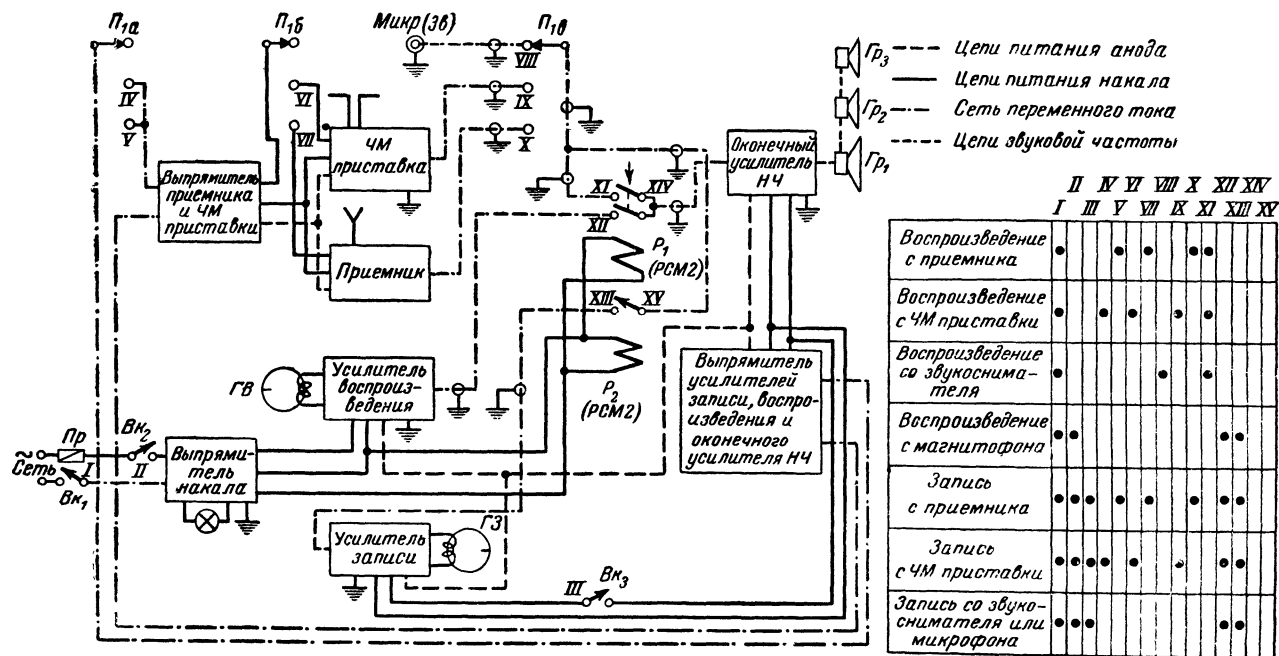 П1а
П1б
Микр(Зв)
П1в
VIII
IV
V
VI
VII
IX
X
ЧМ
приставка
Выпрямитель
приемника
и ЧМ
приставки
Приемник
XI
XIV
XII
Оконечный
усилитель
НЧ
Гр3
Гр2
Гр1
Цепи питания анода
Цепи питания накала
Сеть переменного тока
Цепи звуковой частоты
P1
(РСМ2)
XIII
XV
P2
(РСМ2)
ГВ
Усилитель
воспроиз-
ведения
Выпрямитель
усилителей
записи, воспро-
изведения и
оконечного
усилителя НЧ
Пр
Вк2
~
Сеть
I
II
Вк1
Выпрями-
тель
накала
Усилитель
записи
ГЗ
III
Вк3
II IV VI VIII X XII XIV
I III V VII IX XI XIII XV
Воспроизведение
с приемника
Воспроизведение
с ЧМ приставки
Воспроизведение
со звукоснима-
теля
Воспроизведение
с магнитофона
Запись
с приемника
Запись
с ЧМ приставки
Запись со звуко-
снимателя или
микрофона